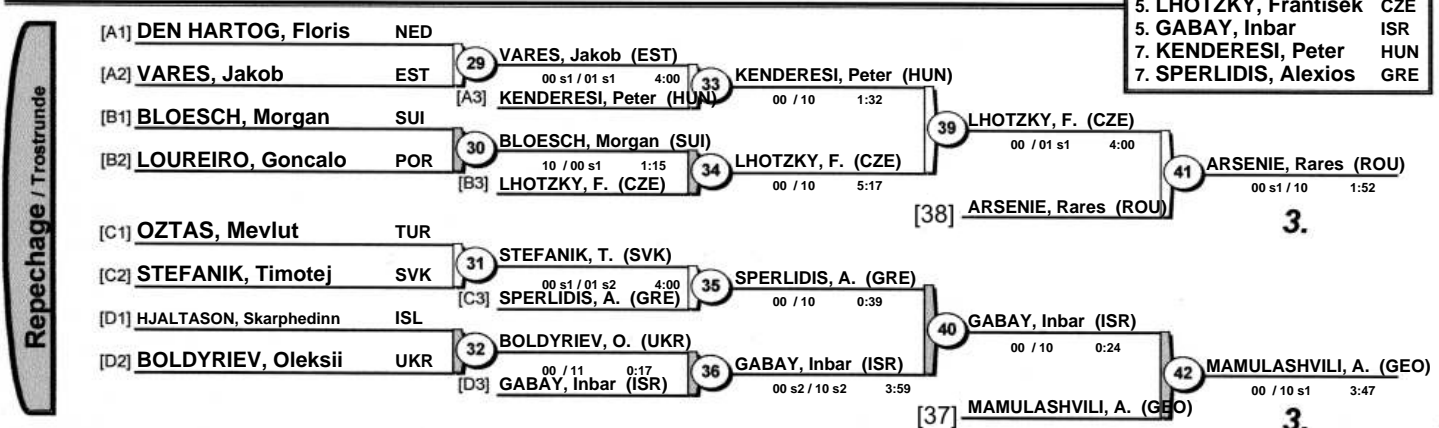 5. LHOTZKY, Frantisek CZE
5. GABAY, Inbar ISR
7. KENDERESI, Peter HUN
7. SPERLIDIS, Alexios GRE
Repechage / Trostrunde
[A1] DEN HARTOG, Floris NED
[A2] VARES, Jakob EST
29
VARES, Jakob (EST)
00 s1 / 01 s1 4:00
[A3] KENDERESI, Peter (HUN)
33
KENDERESI, Peter (HUN)
00 / 10 1:32
[B1] BLOESCH, Morgan SUI
[B2] LOUREIRO, Goncalo POR
30
BLOESCH, Morgan (SUI)
10 / 00 s1 1:15
[B3] LHOTZKY, F. (CZE)
34
LHOTZKY, F. (CZE)
00 / 10 5:17
39
LHOTZKY, F. (CZE)
00 / 01 s1 4:00
[38] ARSENIE, Rares (ROU)
41
ARSENIE, Rares (ROU)
00 s1 / 10 1:52
3.
[C1] OZTAS, Mevlut TUR
[C2] STEFANIK, Timotej SVK
31
STEFANIK, T. (SVK)
00 s1 / 01 s2 4:00
[C3] SPERLIDIS, A. (GRE)
35
SPERLIDIS, A. (GRE)
00 / 10 0:39
[D1] HJALTASON, Skarphedinn ISL
[D2] BOLDYRIEV, Oleksii UKR
32
BOLDYRIEV, O. (UKR)
00 / 11 0:17
[D3] GABAY, Inbar (ISR)
36
GABAY, Inbar (ISR)
00 s2 / 10 s2 3:59
40
GABAY, Inbar (ISR)
00 / 10 0:24
[37] MAMULASHVILI, A. (GEO)
42
MAMULASHVILI, A. (GEO)
00 / 10 s1 3:47
3.